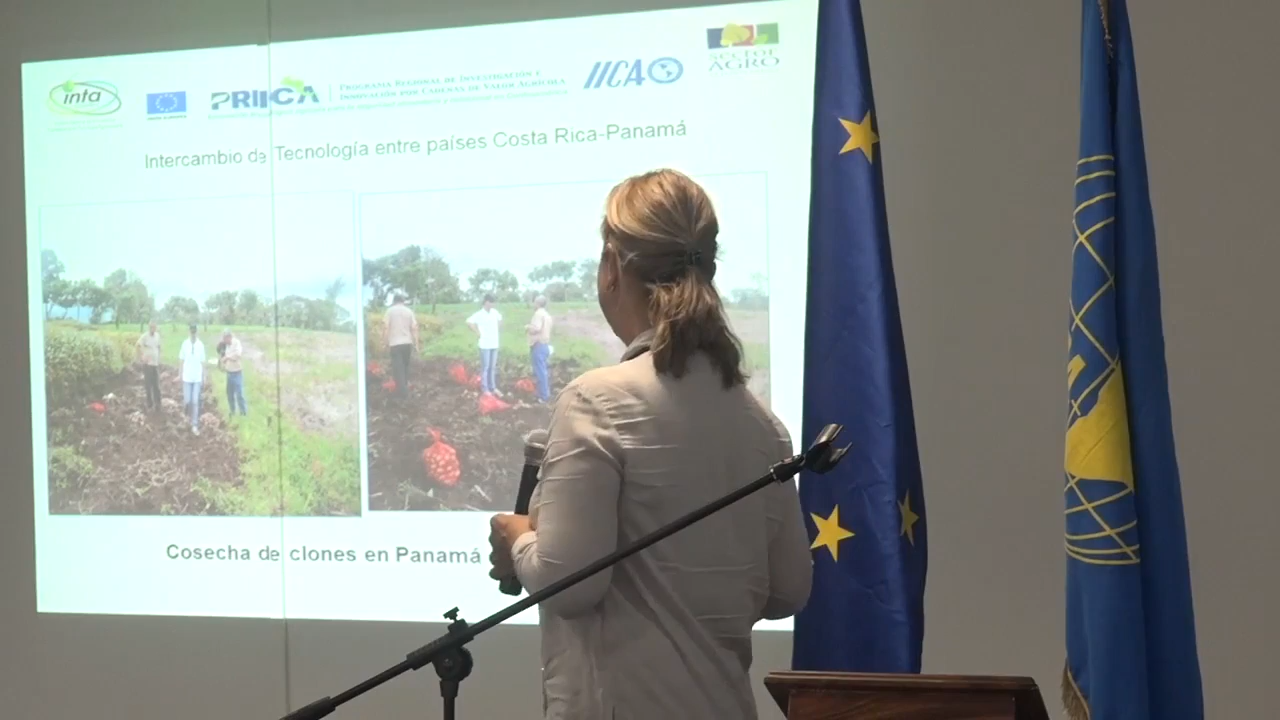 inta
PRIICA
PROGRAMA REGIONAL DE INVESTIGACIÓN E
INNOVACIÓN POR CADENAS DE VALOR AGRÍCOLA
IICA
SECTOR
AGRO
Intercambio de Tecnología entre países Costa Rica-Panamá
Cosecha de clones en Panamá